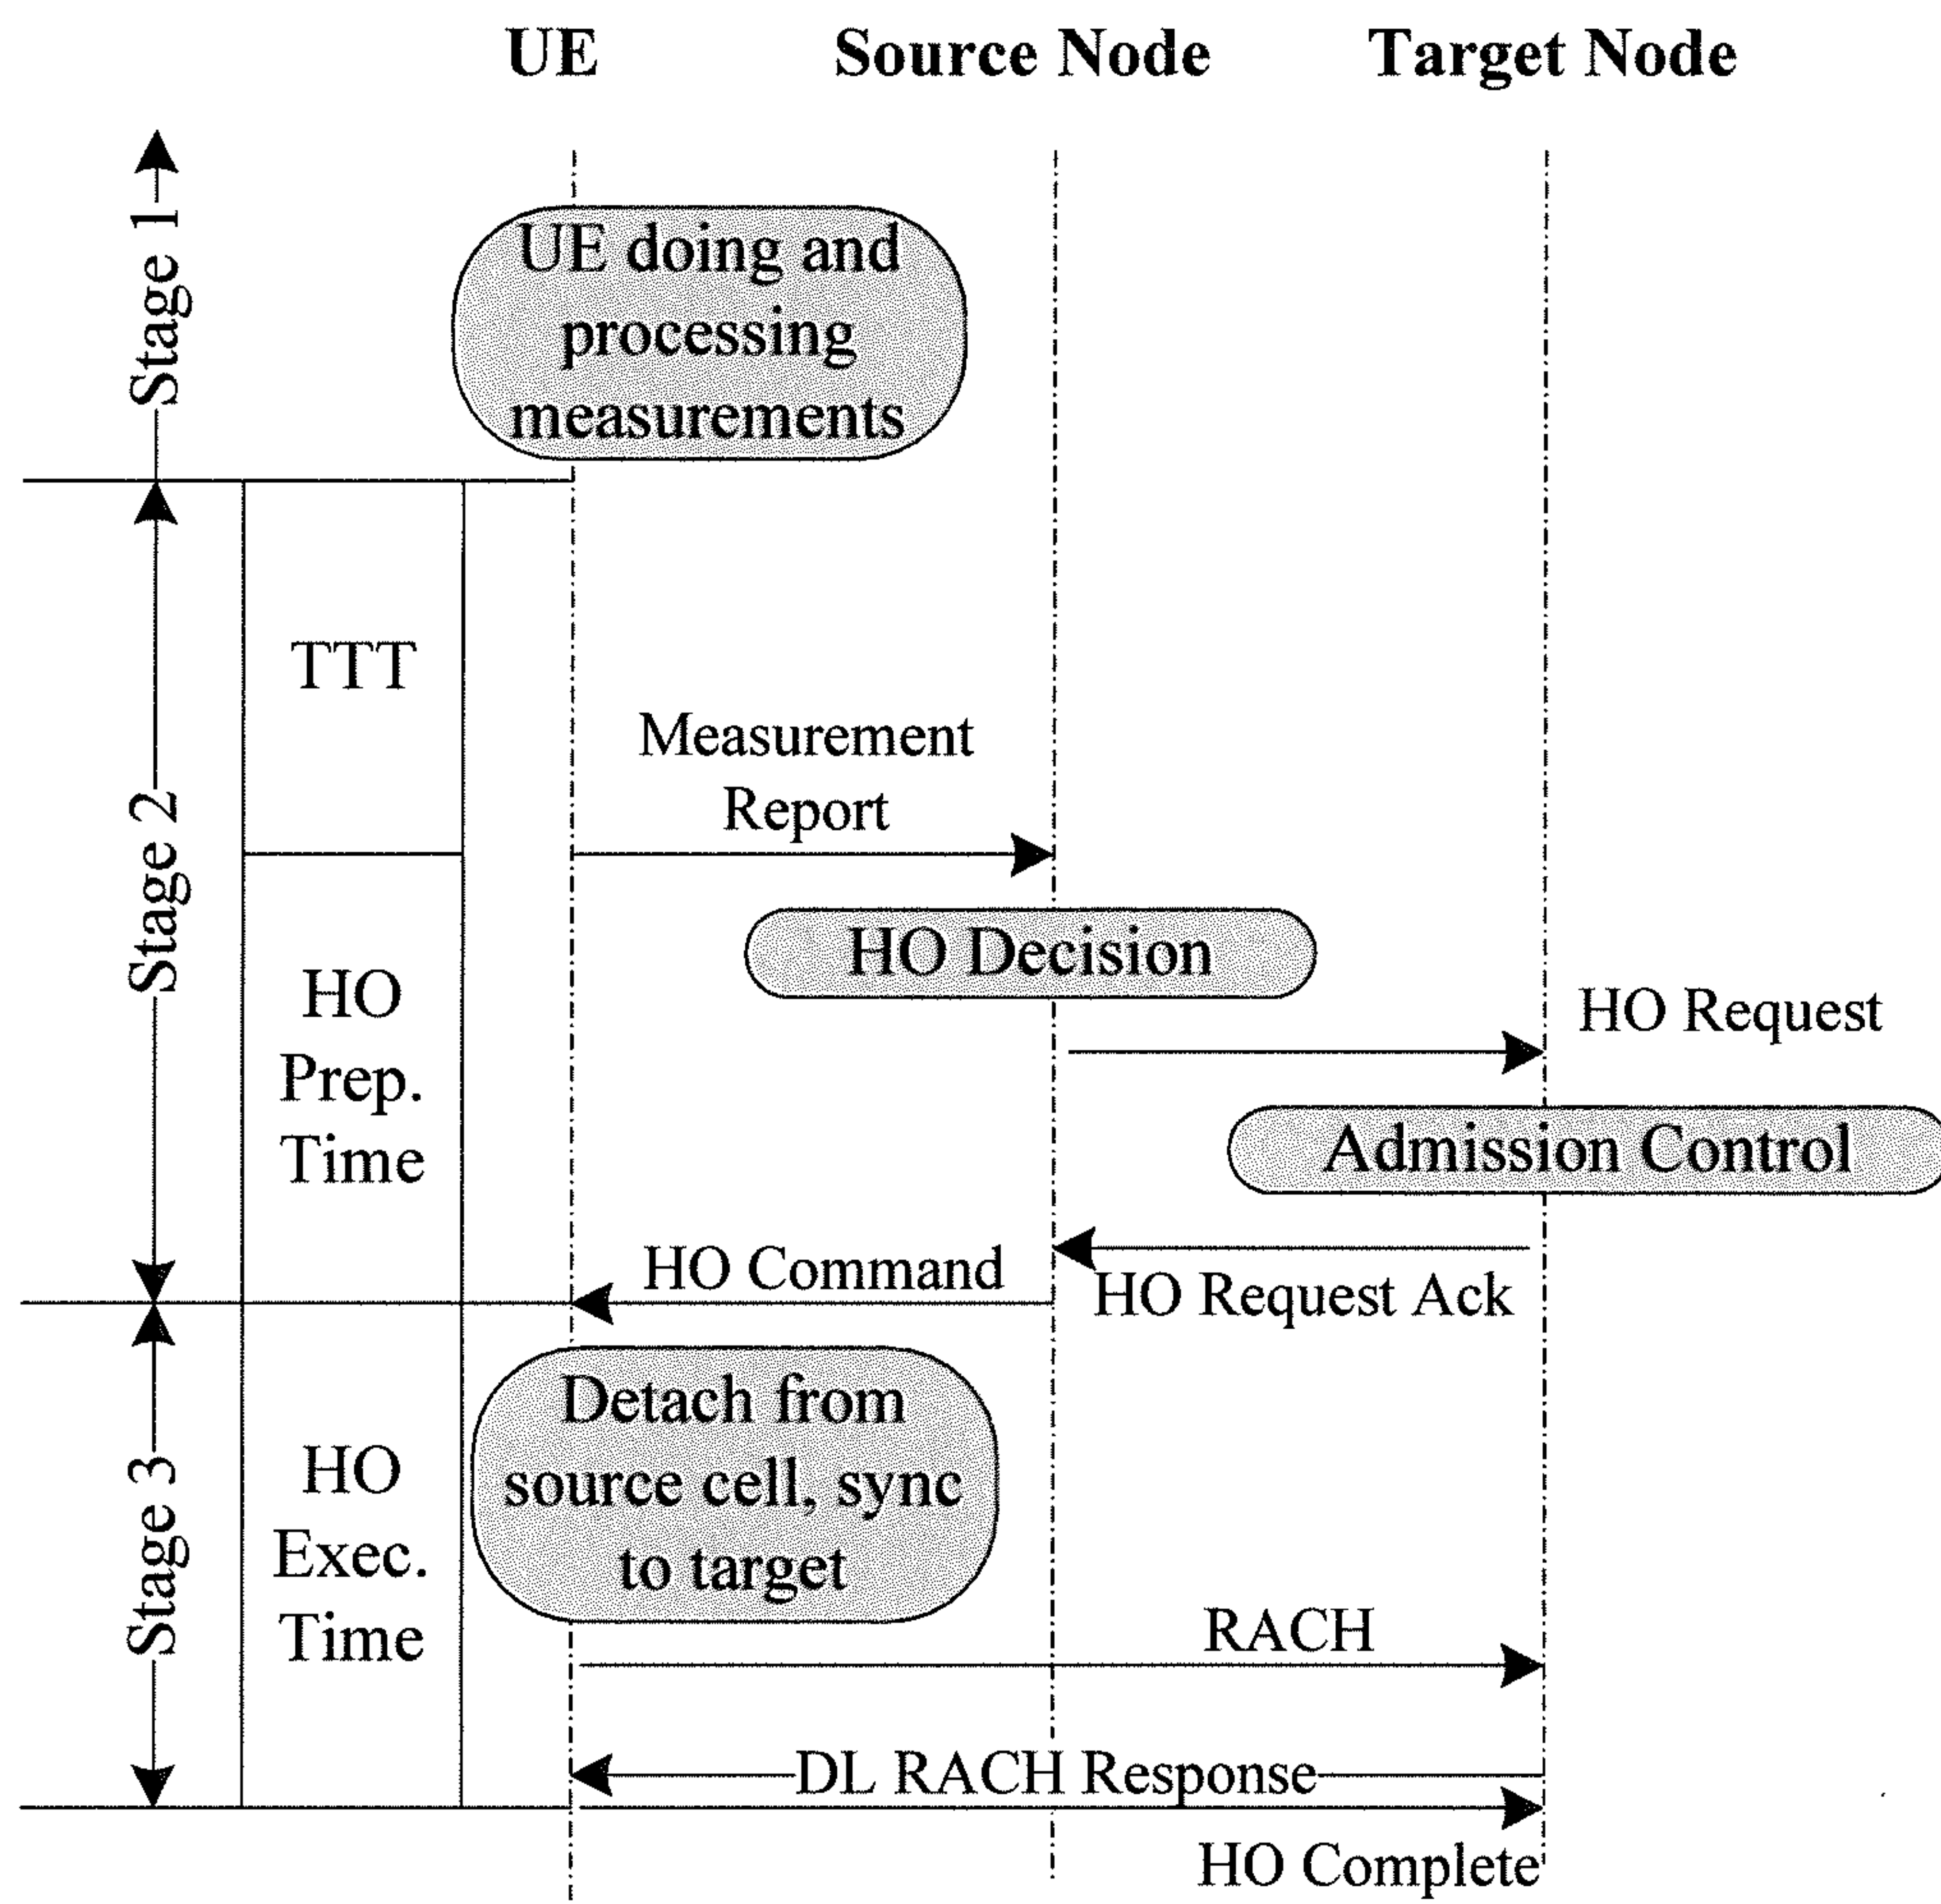 UE
Source Node
Target Node
Stage 1
UE doing and
processing
measurements
Stage 2
TTT
Measurement
Report
HO
Prep.
Time
HO Decision
HO Request
Admission Control
HO Command
HO Request Ack
Stage 3
HO
Exec.
Time
Detach from
source cell, sync
to target
RACH
DL RACH Response
HO Complete